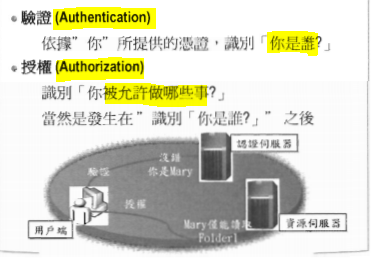 • 驗證 (Authentication)
依據”你”所提供的憑證，識別「你是誰?」
• 授權 (Authorization)
識別「你被允許做哪些事?」
當然是發生在”識別「你是誰?」” 之後
認證伺服器
沒錯
你是Mary
驗證
授權
用戶端
Mary僅能讀取
Folder1
資源伺服器